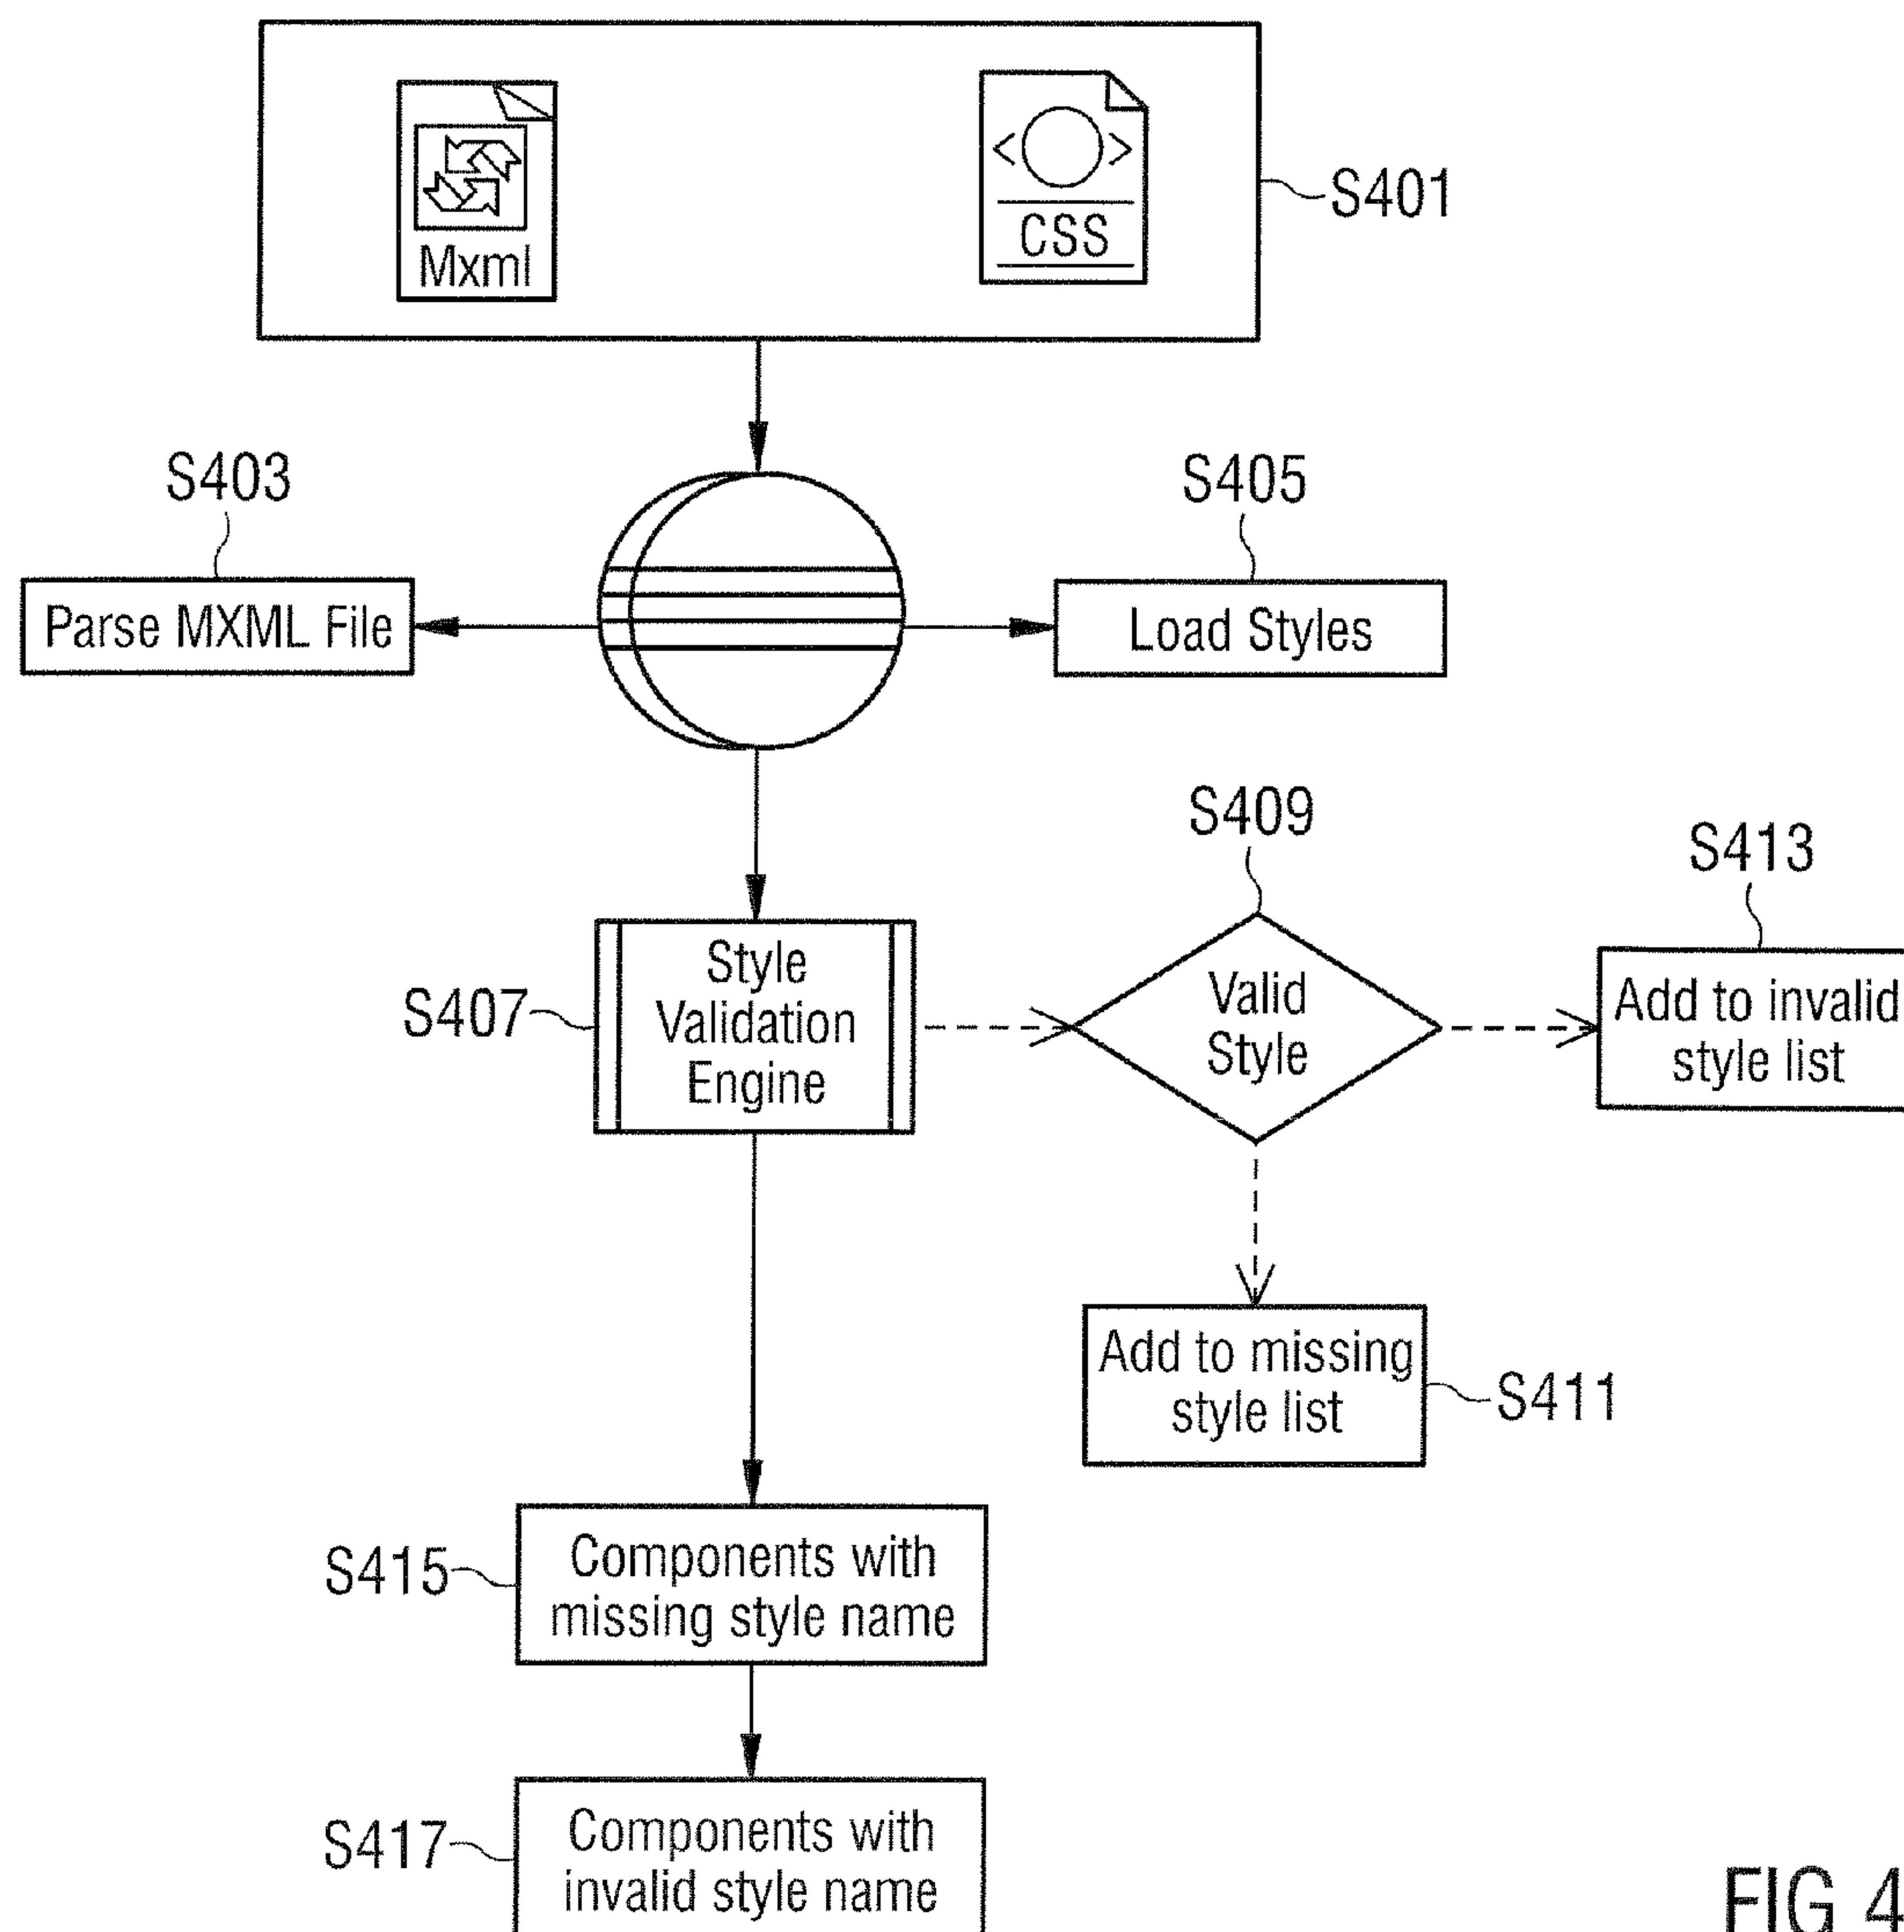 Mxml
CSS
S401
S403
S405
Parse MXML File
Load Styles
S409
S413
S407
Style
Validation
Engine
Valid
Style
Add to invalid
style list
Add to missing
style list
S411
S415
Components with
missing style name
S417
Components with
invalid style name
FIG 4